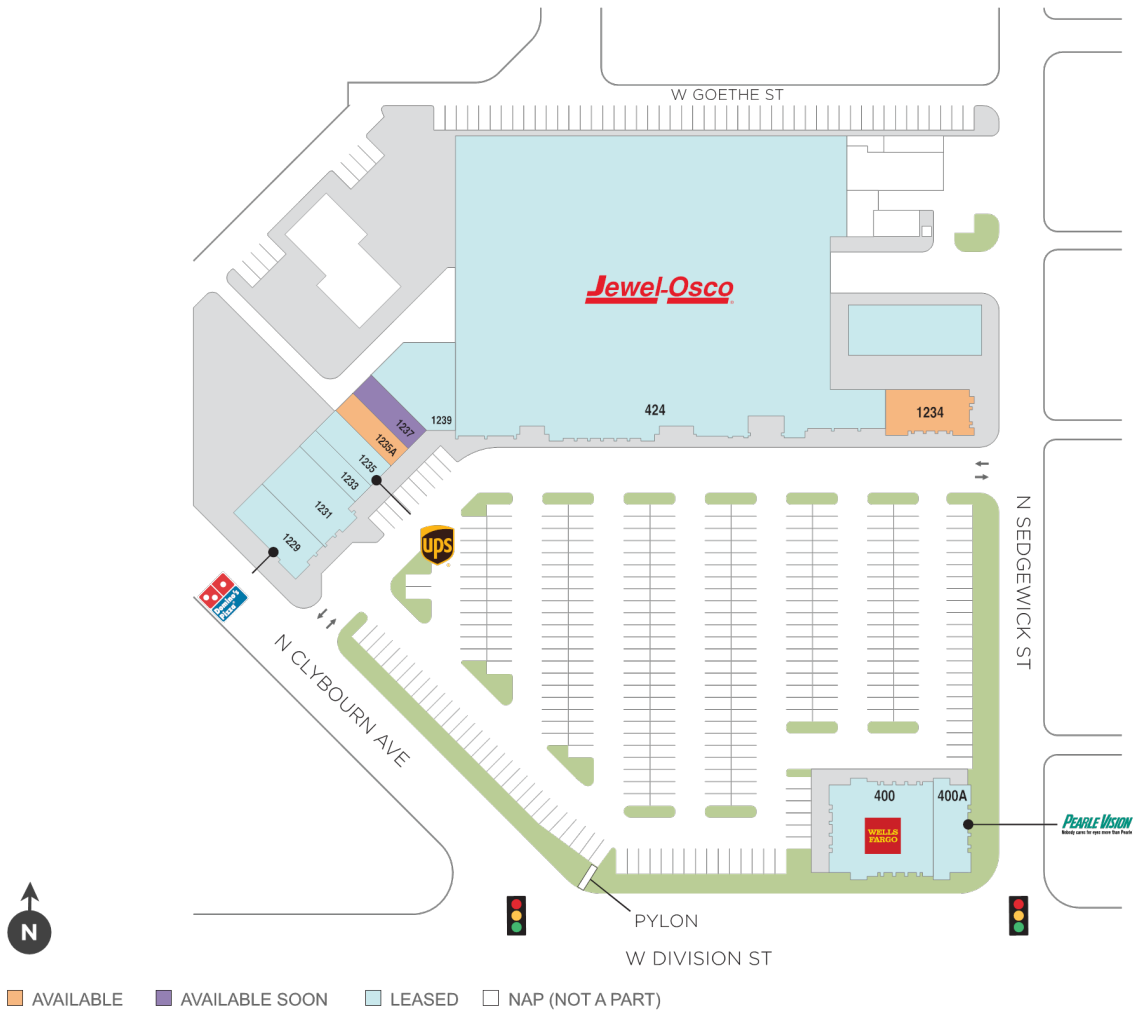 W GOETHE ST
Jewel-Osco
424
1234
1239
1237
1235A
1235
1233
1231
1229
ups
Domino's
Pizza
N CLYBOURN AVE
N SEDGEWICK ST
400
400A
WELLS
FARGO
PEARLE VISION
Nobody cares for eyes more than Pearle
PYLON
W DIVISION ST
N
AVAILABLE
AVAILABLE SOON
LEASED
NAP (NOT A PART)